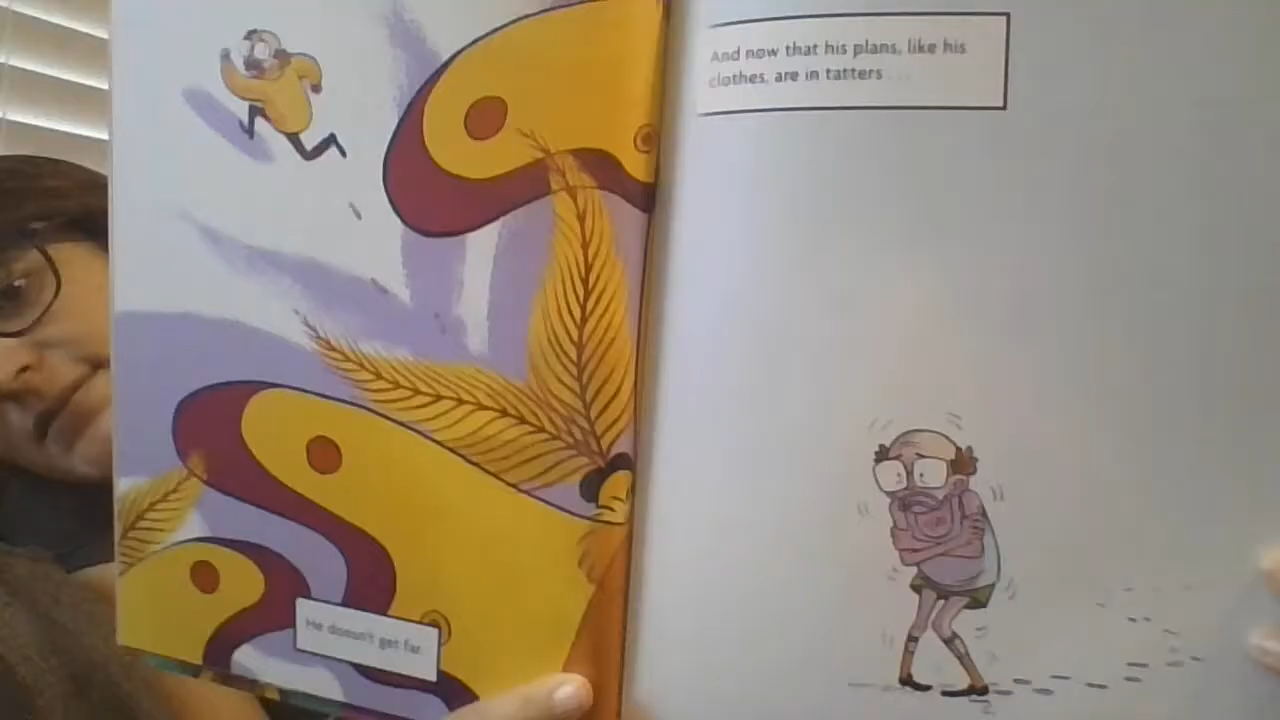 He doesn't get far.
And now that his plans, like his
clothes, are in tatters . . .